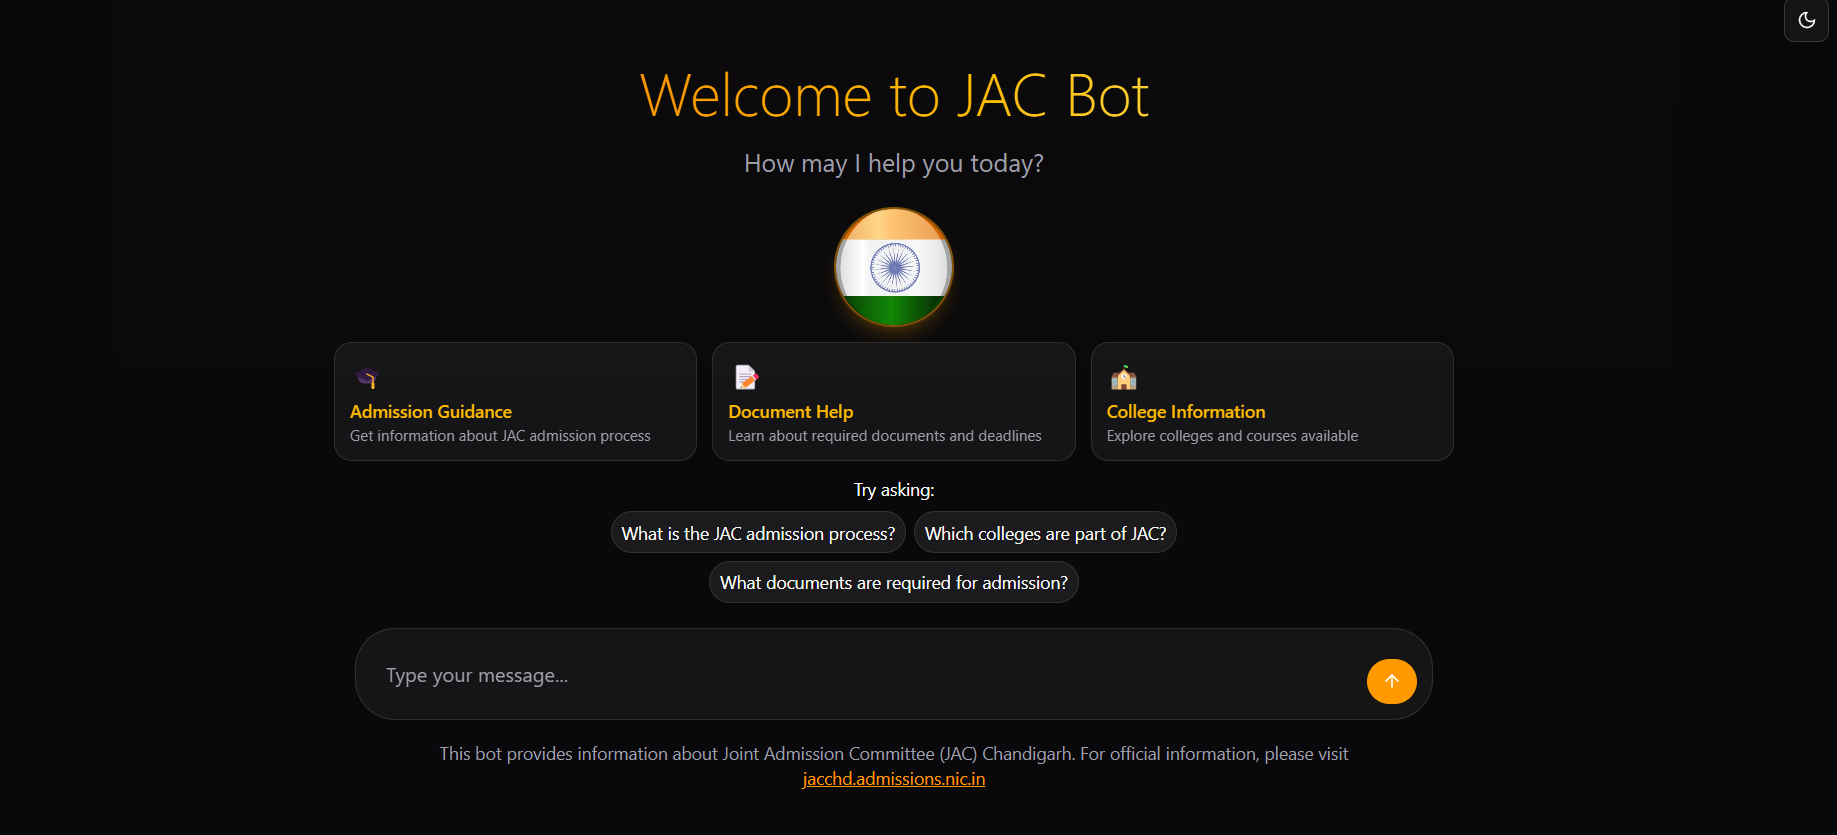 Welcome to JAC Bot
How may I help you today?
Admission Guidance
Get information about JAC admission process
Document Help
Learn about required documents and deadlines
College Information
Explore colleges and courses available
Try asking:
What is the JAC admission process?
Which colleges are part of JAC?
What documents are required for admission?
Type your message...
This bot provides information about Joint Admission Committee (JAC) Chandigarh. For official information, please visit
jacchd.admissions.nic.in